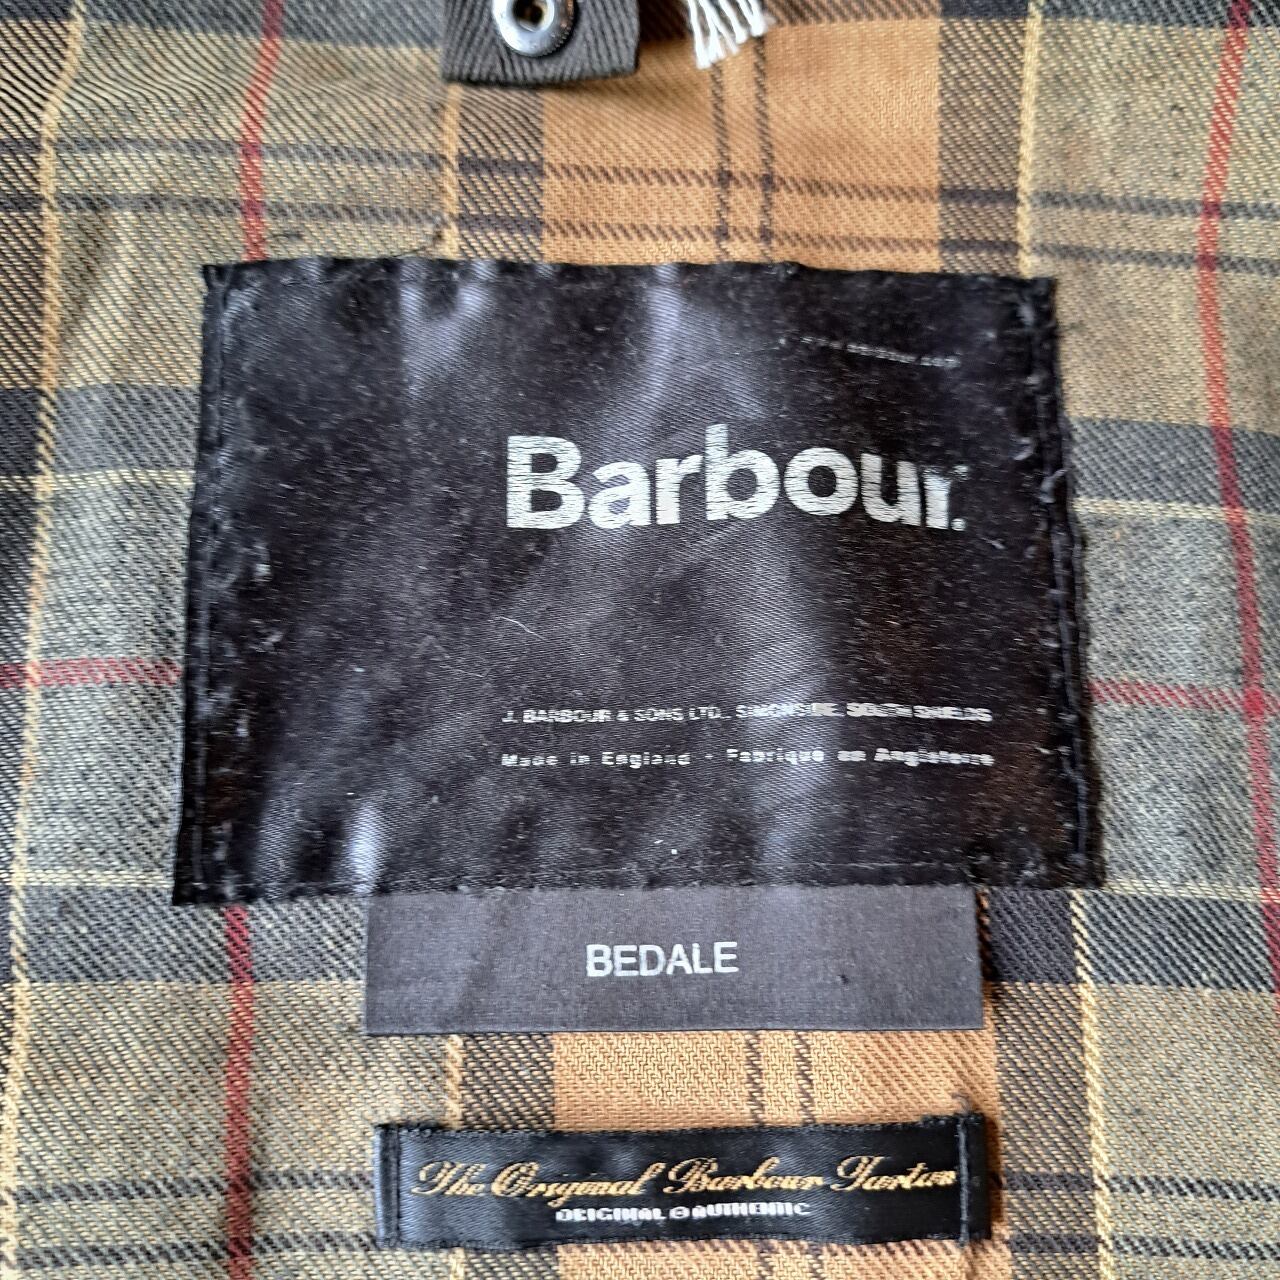 Barbour.
J. BARBOUR & SONS LTD., SIMONSIDE, SOUTH SHIELDS
Made in England - Fabriqué en Angleterre
BEDALE
The Original Barbour Tartan
ORIGINAL & AUTHENTIC